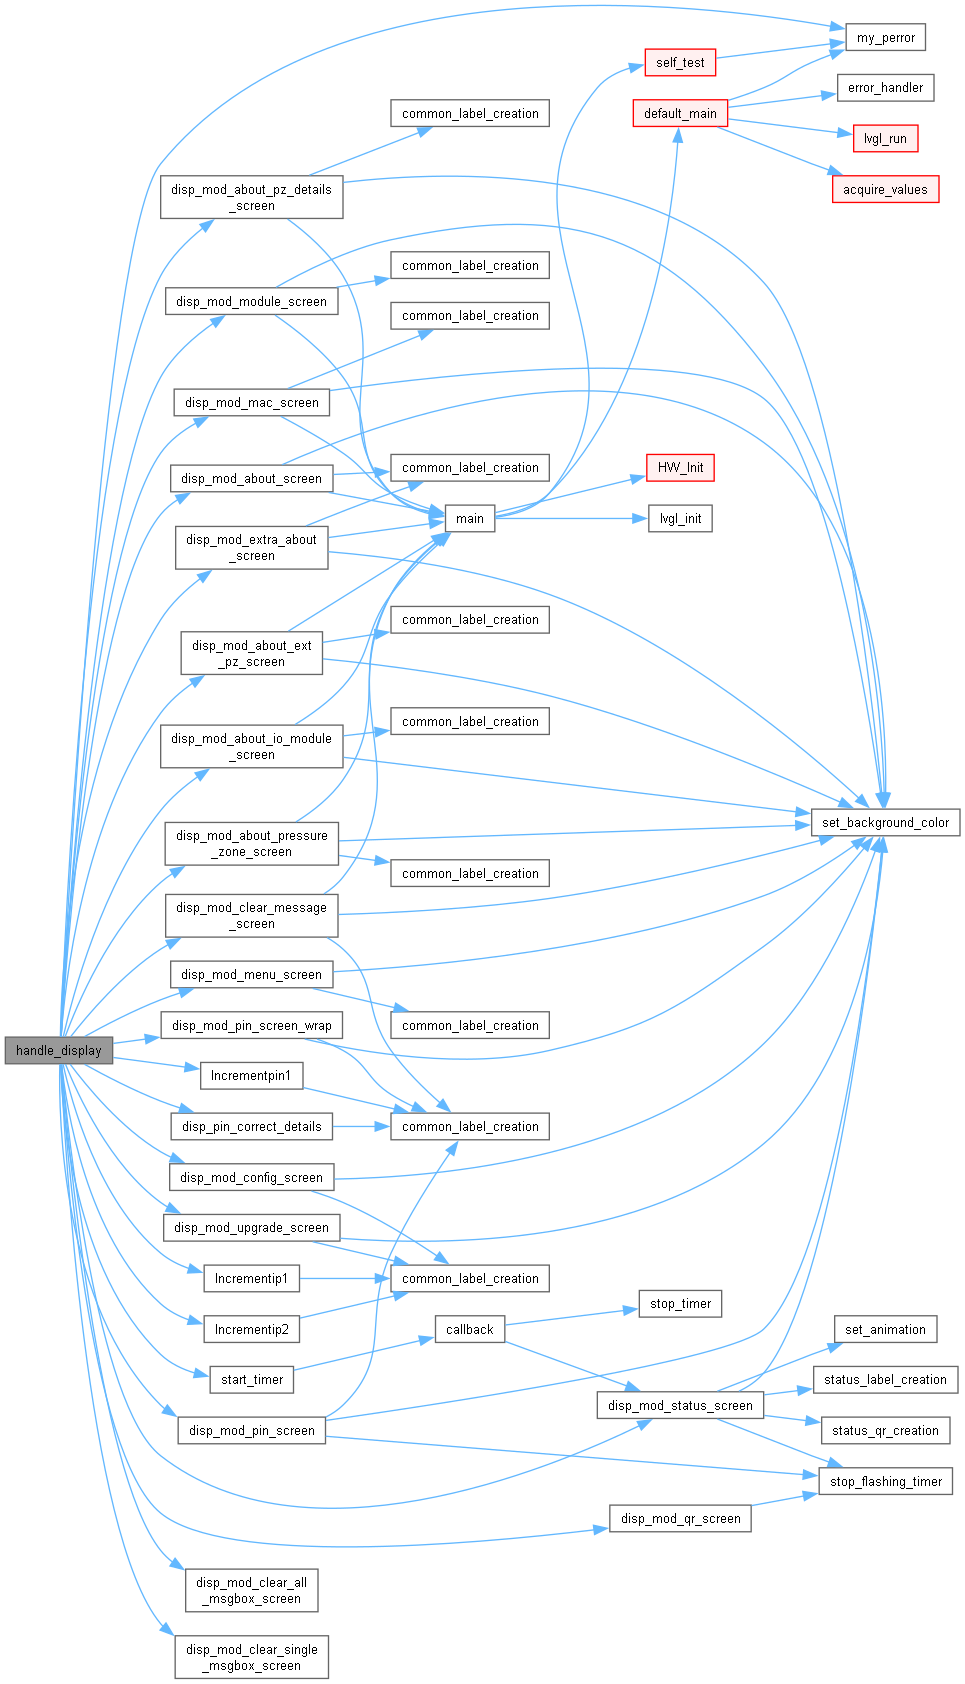 my_perror
self_test
error_handler
common_label_creation
default_main
lvgl_run
disp_mod_about_pz_details
_screen
acquire_values
common_label_creation
disp_mod_module_screen
common_label_creation
disp_mod_mac_screen
common_label_creation
HW_Init
disp_mod_about_screen
main
lvgl_init
disp_mod_extra_about
_screen
common_label_creation
disp_mod_about_ext
_pz_screen
common_label_creation
disp_mod_about_io_module
_screen
set_background_color
disp_mod_about_pressure
_zone_screen
common_label_creation
disp_mod_clear_message
_screen
disp_mod_menu_screen
disp_mod_pin_screen_wrap
common_label_creation
handle_display
Incrementpin1
disp_pin_correct_details
common_label_creation
disp_mod_config_screen
disp_mod_upgrade_screen
Incrementip1
common_label_creation
stop_timer
Incrementip2
callback
set_animation
start_timer
status_label_creation
disp_mod_status_screen
disp_mod_pin_screen
status_qr_creation
stop_flashing_timer
disp_mod_qr_screen
disp_mod_clear_all
_msgbox_screen
disp_mod_clear_single
_msgbox_screen